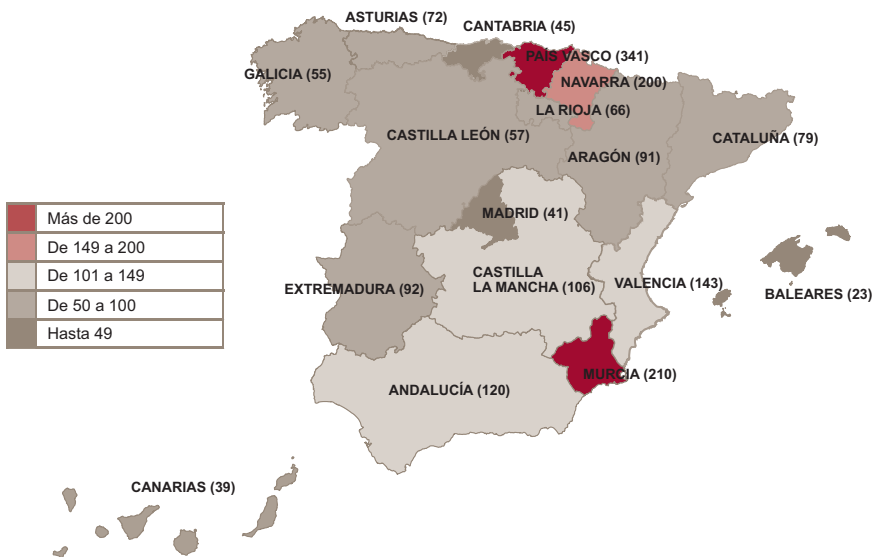 ASTURIAS (72)
CANTABRIA (45)
PAÍS VASCO (341)
GALICIA (55)
NAVARRA (200)
LA RIOJA (66)
CASTILLA LEÓN (57)
CATALUÑA (79)
ARAGÓN (91)
MADRID (41)
Más de 200
De 149 a 200
De 101 a 149
De 50 a 100
Hasta 49
CASTILLA
LA MANCHA (106)
VALENCIA (143)
EXTREMADURA (92)
BALEARES (23)
MURCIA (210)
ANDALUCÍA (120)
CANARIAS (39)